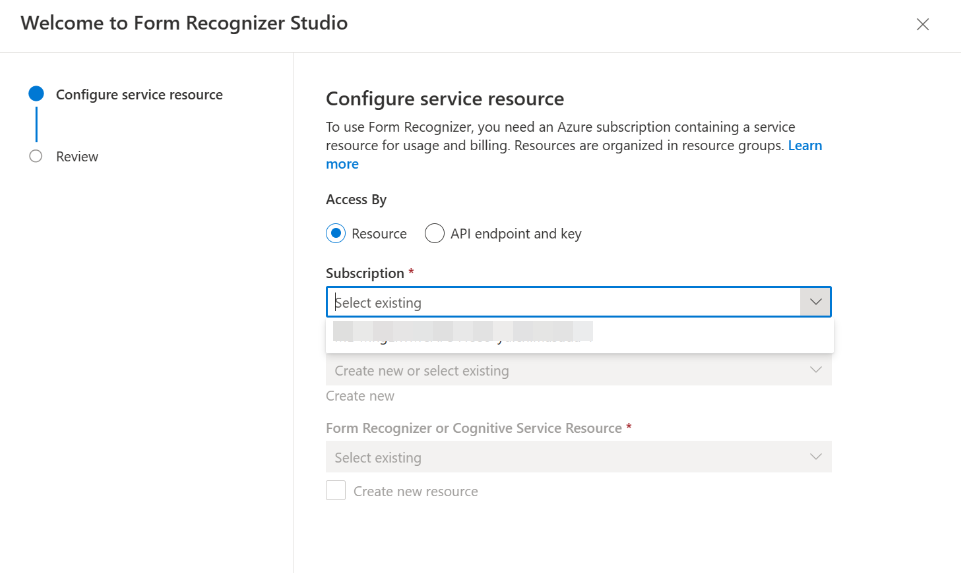 Welcome to Form Recognizer Studio
Configure service resource
Review
Configure service resource
To use Form Recognizer, you need an Azure subscription containing a service
resource for usage and billing. Resources are organized in resource groups. Learn
more
Access By
Resource
API endpoint and key
Subscription *
Select existing
Create new or select existing
Create new
Form Recognizer or Cognitive Service Resource *
Select existing
Create new resource